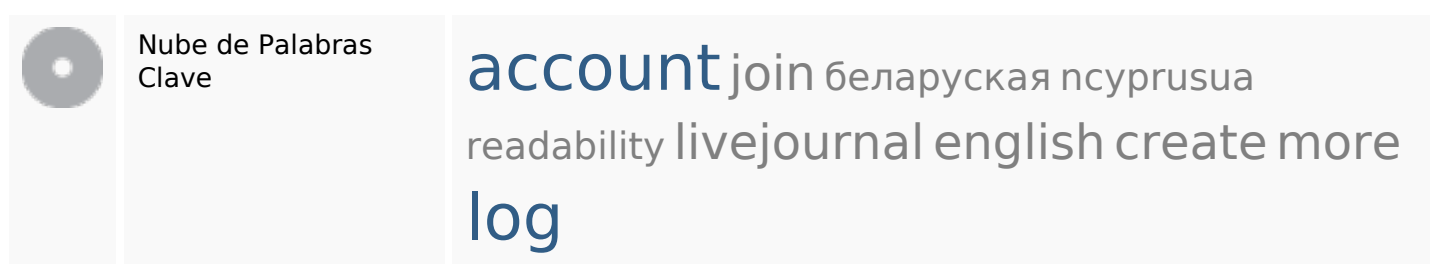 Nube de Palabras
Clave
account join беларуская ncyprusua
readability livejournal english create more
log